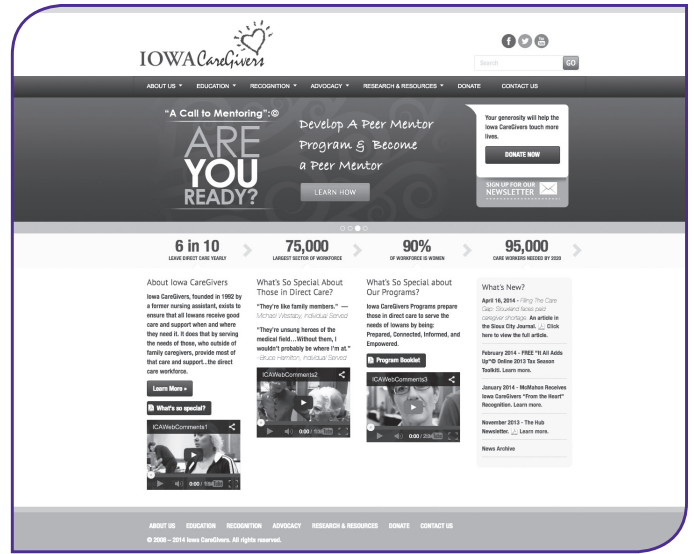 IOWA CareGivers
f
You Tube
Search
GO
ABOUT US EDUCATION RECOGNITION ADVOCACY RESEARCH & RESOURCES DONATE CONTACT US
"A Call to Mentoring":©
ARE
YOU
READY?
Develop A Peer Mentor
Program & Become
a Peer Mentor
LEARN HOW
Your generosity will help the
Iowa CareGivers touch more
lives.
DONATE NOW
SIGN UP FOR OUR
NEWSLETTER
6 in 10
LEAVE DIRECT CARE YEARLY
75,000
LARGEST SECTOR OF WORKFORCE
90%
OF WORKFORCE IS WOMEN
95,000
CARE WORKERS NEEDED BY 2020
About Iowa CareGivers
Iowa CareGivers, founded in 1992 by
a former nursing assistant, exists to
ensure that all Iowans receive good
care and support when and where
they need it. It does that by serving
the needs of those, who outside of
family caregivers, provide most of
that care and support...the direct
care workforce.
Learn More »
What's so special?
ICAWebComments1
0:00 /
What's So Special About
Those in Direct Care?
"They're like family members." —
Michael Westaby, Individual Served
"They're unsung heroes of the
medical field...Without them, I
wouldn't probably be where I'm at."
- Bruce Hamilton, Individual Served
ICAWebComments2
0:00 /
What's So Special About
Our Programs?
Iowa CareGivers Programs prepare
those in direct care to serve the
needs of Iowans by being:
Prepared, Connected, Informed, and
Empowered.
Program Booklet
ICAWebComments3
0:00 /
What's New?
April 16, 2014 - Filling The Care
Gap: Siouxland faces paid
caregiver shortage. An article in
the Sioux City Journal. Click
here to view the full article.
February 2014 - FREE "It All Adds
Up"© Online 2013 Tax Season
Toolkit. Learn more.
January 2014 - McMahon Receives
Iowa CareGivers "From the Heart"
Recognition. Learn more.
November 2013 - The Hub
Newsletter. Learn more.
News Archive
ABOUT US EDUCATION RECOGNITION ADVOCACY RESEARCH & RESOURCES DONATE CONTACT US
© 2009 – 2014 Iowa CareGivers. All rights reserved.